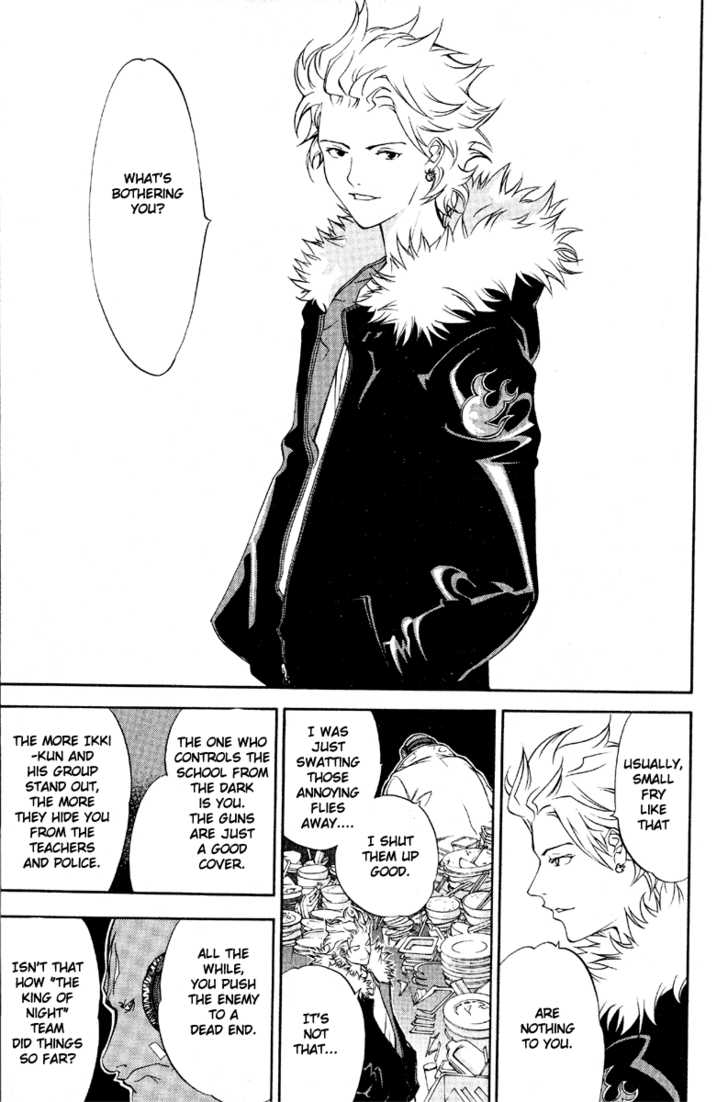 WHAT'S
BOTHERING
YOU?
USUALLY,
SMALL
FRY
LIKE
THAT
ARE
NOTHING
TO YOU.
I WAS
JUST
SWATTING
THOSE
ANNOYING
FLIES
AWAY....
I SHUT
THEM UP
GOOD.
IT'S
NOT
THAT...
THE ONE WHO
CONTROLS THE
SCHOOL FROM
THE DARK
IS YOU.
THE GUNS
ARE JUST
A GOOD
COVER.
THE MORE IKKI
-KUN AND
HIS GROUP
STAND OUT,
THE MORE
THEY HIDE YOU
FROM THE
TEACHERS
AND POLICE.
ALL THE
WHILE,
YOU PUSH
THE ENEMY
TO A
DEAD END.
ISN'T THAT
HOW "THE
KING OF
NIGHT"
TEAM
DID THINGS
SO FAR?